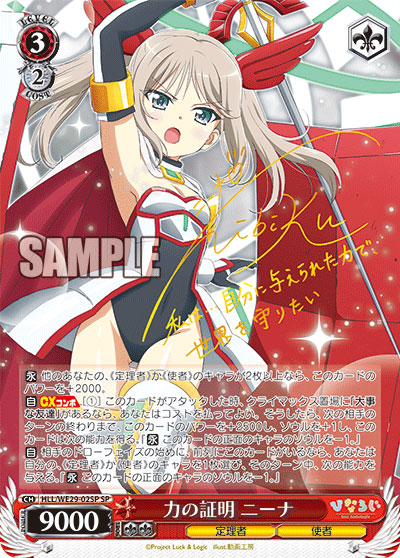 LEVEL
3
2
COST
Hibiku
SAMPLE
私は…自分に与えられた力で…
世界を守りたい
永 他のあなたの、《定理者》か《使者》のキャラが2枚以上なら、このカードの
パワーを+2000。
自 CXコンボ [①] このカードがアタックした時、クライマックス置場に「大事
な友達」があるなら、あなたはコストを払ってよい。そうしたら、次の相手の
ターンの終わりまで、このカードのパワーを+2500し、ソウルを+1し、こ
のカードは次の能力を得る。『永 このカードの正面のキャラのソウルを-1。』
自 相手のドローフェイズの始めに、前列にこのカードがいるなら、あなたは
自分の、《定理者》か《使者》のキャラを1枚選び、そのターン中、次の能力を与
える。『永 このカードの正面のキャラのソウルを-1。』
CH HLL/WE29-02SP SP
POWER
9000
力の証明 ニーナ
ひなろじ
定理者
使者
©Project Luck & Logic illust.動画工房